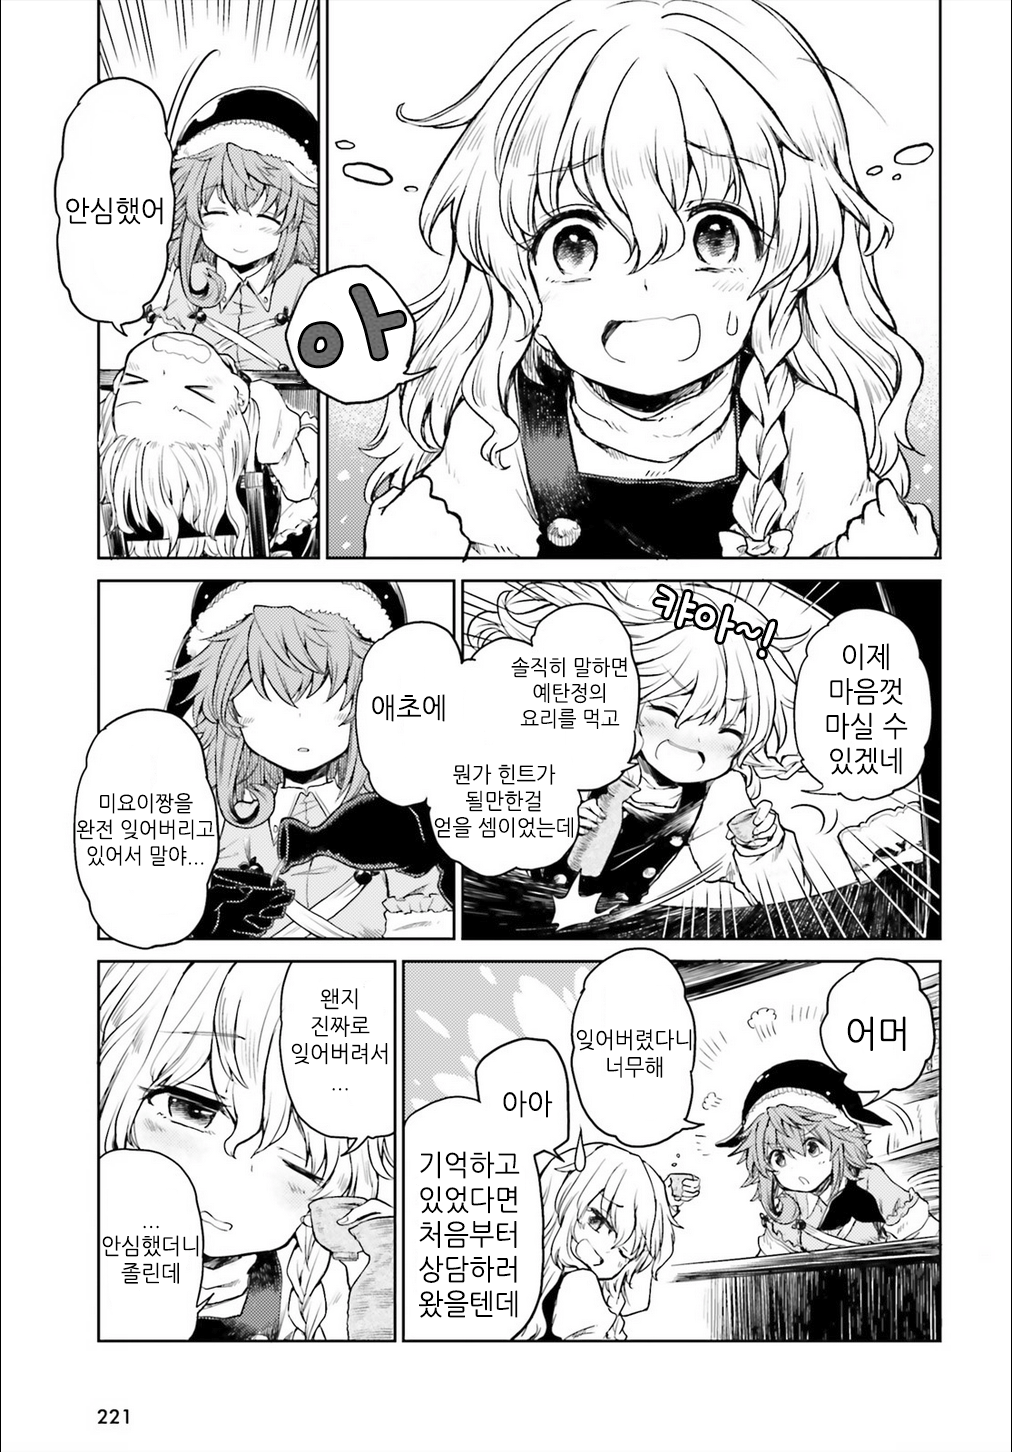 아
안심했어
캬아~!
이제
마음껏
마실 수
있겠네
솔직히 말하면
예탄정의
요리를 먹고
뭔가 힌트가
될만한걸
얻을 셈이었는데
애초에
미요이짱을
완전 잊어버리고
있어서 말야...
어머
잊어버렸다니
너무해
아아
기억하고
있었다면
처음부터
상담하러
왔을텐데
왠지
진짜로
잊어버려서
...
...
안심했더니
졸린데
221